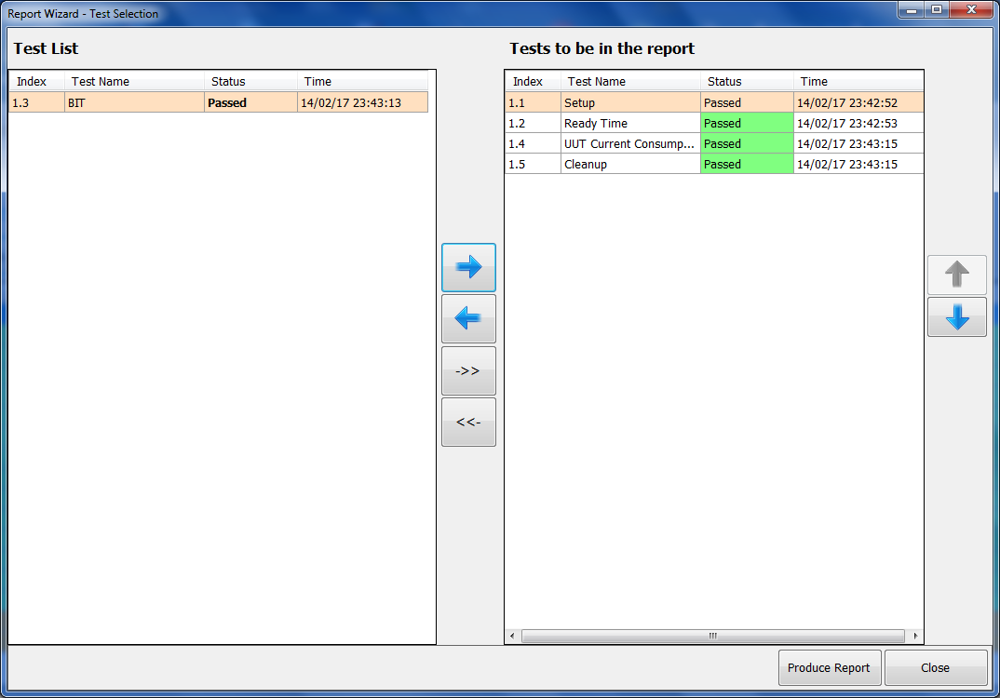 Report Wizard - Test Selection
Test List
Index Test Name Status Time
1.3 BIT Passed 14/02/17 23:43:13
Tests to be in the report
Index Test Name Status Time
1.1 Setup Passed 14/02/17 23:42:52
1.2 Ready Time Passed 14/02/17 23:42:53
1.4 UUT Current Consump... Passed 14/02/17 23:43:15
1.5 Cleanup Passed 14/02/17 23:43:15
->>
<<-
Produce Report
Close